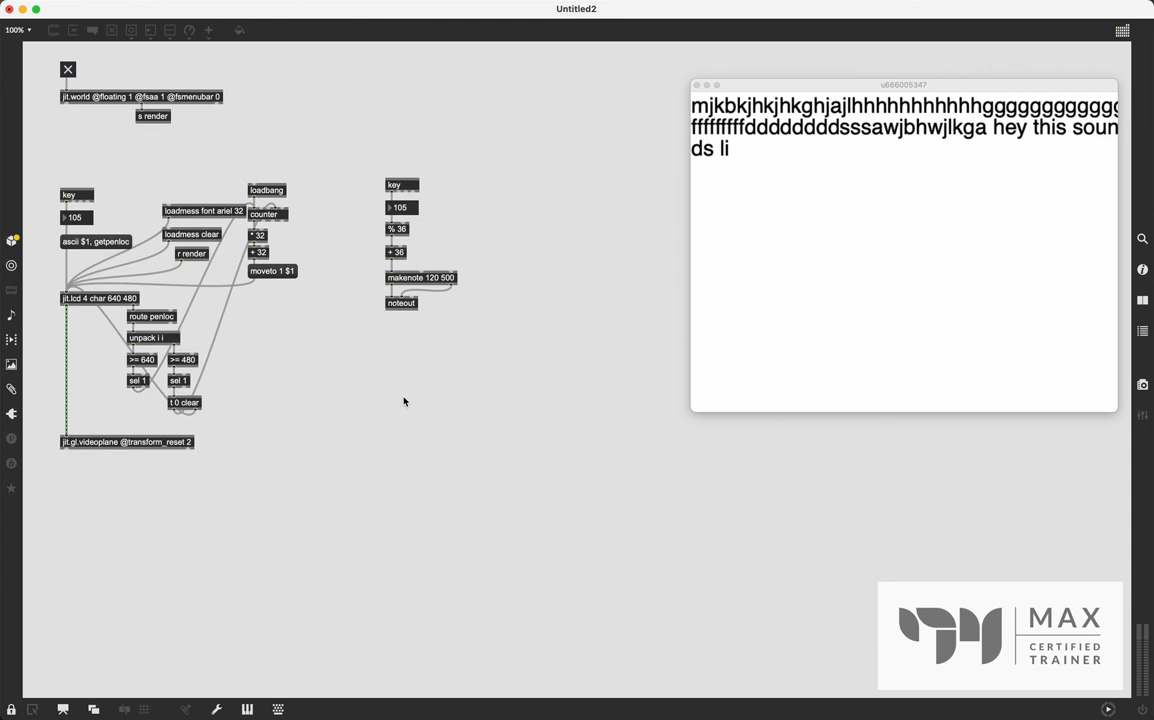 Untitled2
100%
jit.world @floating 1 @fsaa 1 @fsmenubar 0
s render
key
105
ascii $1, getpenloc
loadmess font ariel 32
loadmess clear
r render
loadbang
counter
* 32
+ 32
moveto 1 $1
jit.lcd 4 char 640 480
route penloc
unpack i i
>= 640
>= 480
sel 1
sel 1
t 0 clear
jit.gl.videoplane @transform_reset 2
key
105
% 36
+ 36
makenote 120 500
noteout
u666005347
ffffffffffdddddddddsssawjbhwjlkga hey this soun
ds li
MAX
CERTIFIED
TRAINER